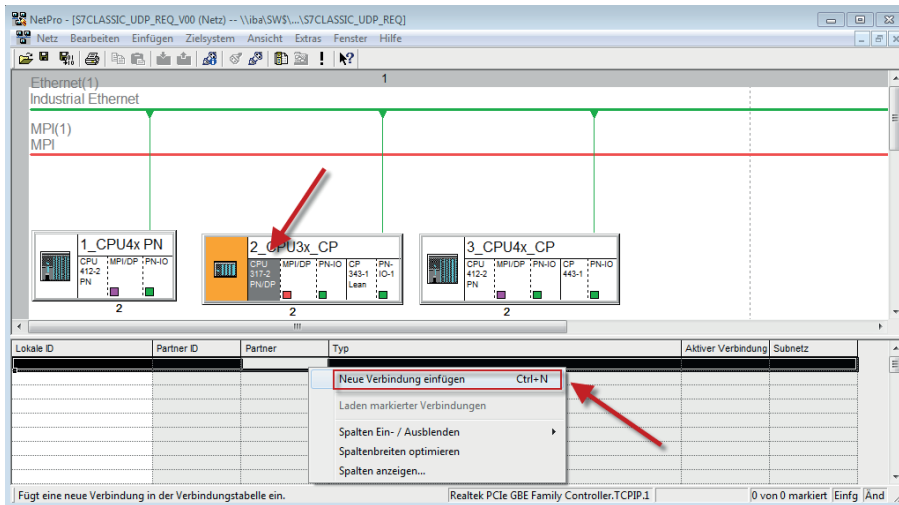 NetPro - [S7CLASSIC_UDP_REQ_V00 (Netz) -- \\iba\SW$\...\S7CLASSIC_UDP_REQ]
Netz Bearbeiten Einfügen Zielsystem Ansicht Extras Fenster Hilfe
1
Ethernet(1)
Industrial Ethernet
MPI(1)
MPI
1_CPU4x PN
CPU 412-2 PN
MPI/DP
PN-IO
2
2_CPU3x_CP
CPU 317-2 PN/DP
MPI/DP
PN-IO
CP 343-1 Lean
PN-IO-1
2
3_CPU4x_CP
CPU 412-2 PN
MPI/DP
PN-IO
CP 443-1
PN-IO
2
Lokale ID Partner ID Partner Typ Aktiver Verbindung Subnetz
Neue Verbindung einfügen Ctrl+N
Laden markierter Verbindungen
Spalten Ein- / Ausblenden
Spaltenbreiten optimieren
Spalten anzeigen...
Fügt eine neue Verbindung in der Verbindungstabelle ein. Realtek PCIe GBE Family Controller.TCPIP.1 0 von 0 markiert Einfg Änd